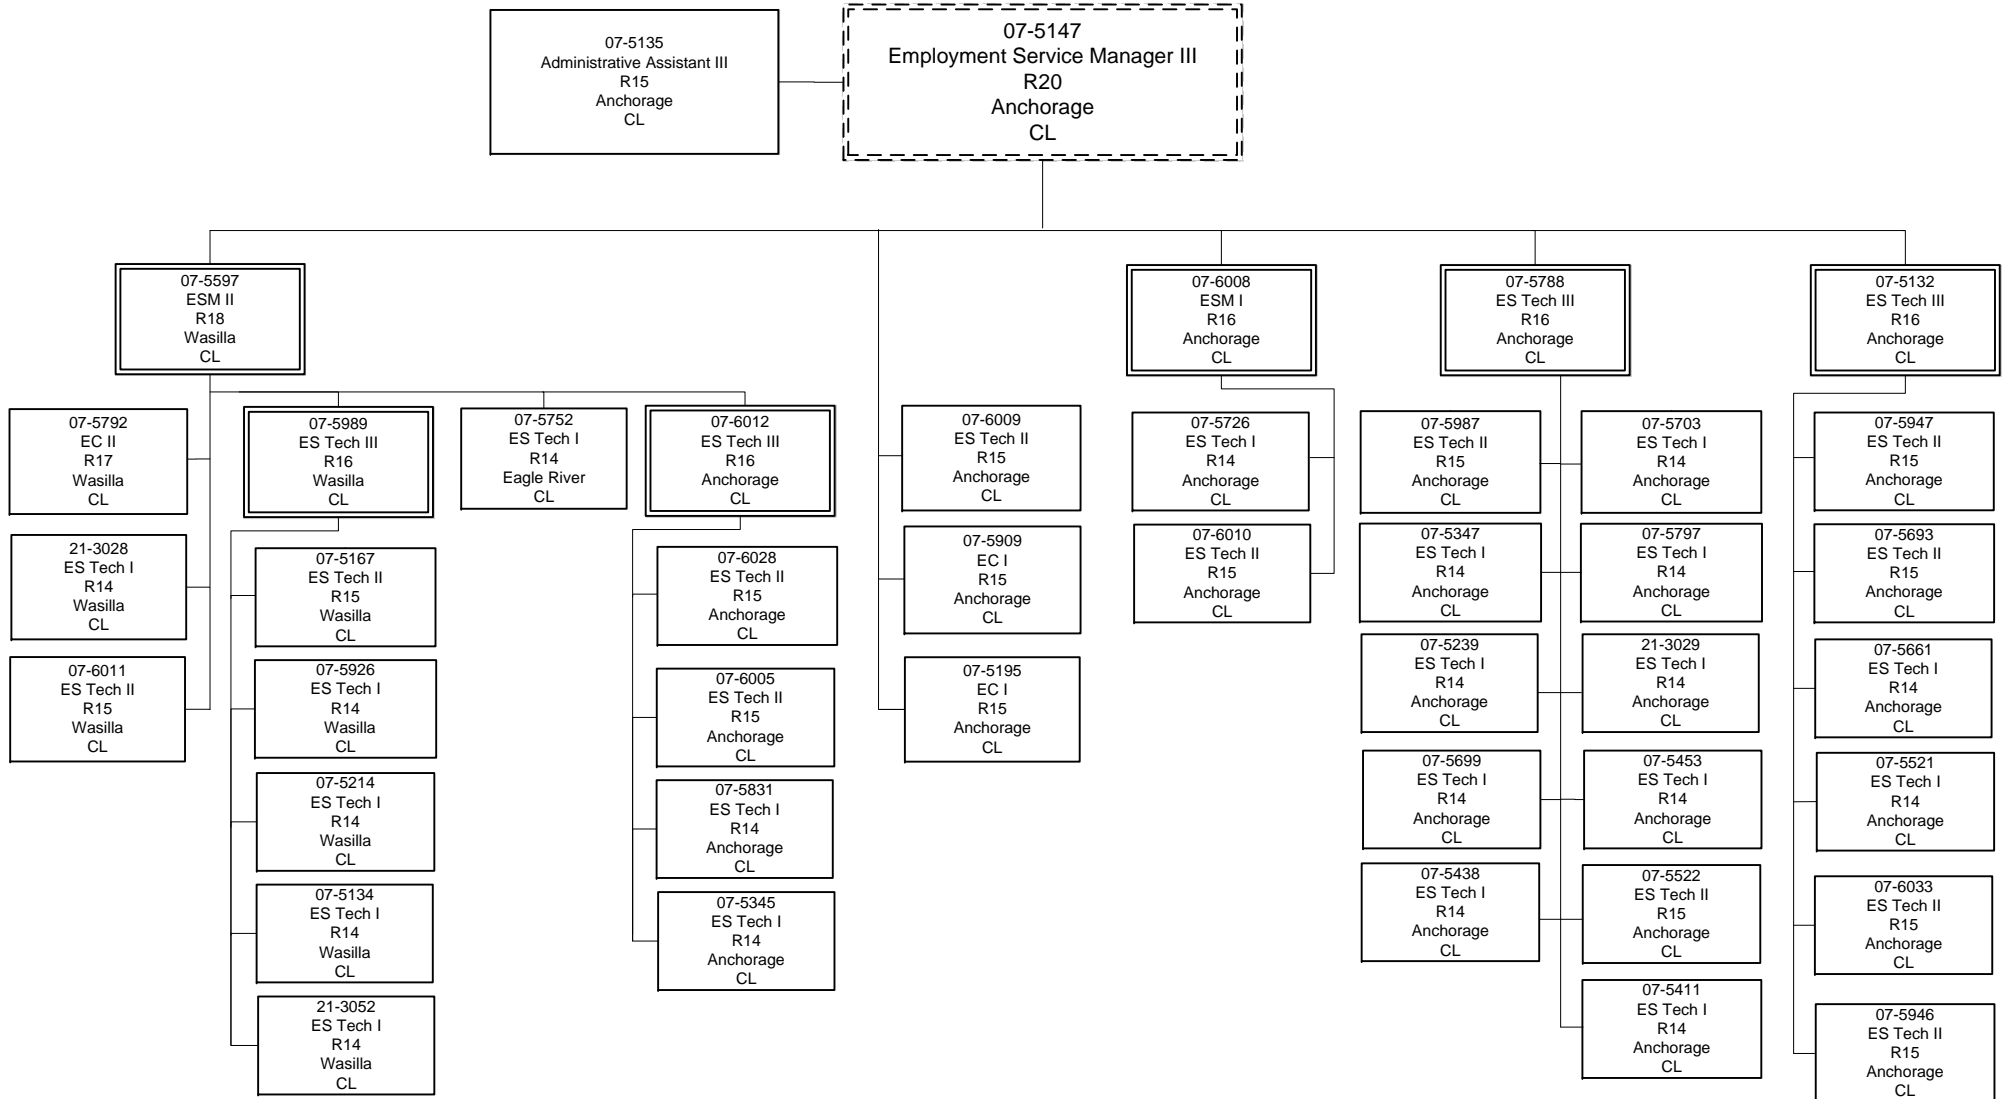 07-5135
Administrative Assistant III
R15
Anchorage
CL
07-5147
Employment Service Manager III
R20
Anchorage
CL
07-5597
ESM II
R18
Wasilla
CL
07-6008
ESM I
R16
Anchorage
CL
07-5788
ES Tech III
R16
Anchorage
CL
07-5132
ES Tech III
R16
Anchorage
CL
07-5792
EC II
R17
Wasilla
CL
21-3028
ES Tech I
R14
Wasilla
CL
07-6011
ES Tech II
R15
Wasilla
CL
07-5989
ES Tech III
R16
Wasilla
CL
07-5167
ES Tech II
R15
Wasilla
CL
07-5926
ES Tech I
R14
Wasilla
CL
07-5214
ES Tech I
R14
Wasilla
CL
07-5134
ES Tech I
R14
Wasilla
CL
21-3052
ES Tech I
R14
Wasilla
CL
07-5752
ES Tech I
R14
Eagle River
CL
07-6012
ES Tech III
R16
Anchorage
CL
07-6028
ES Tech II
R15
Anchorage
CL
07-6005
ES Tech II
R15
Anchorage
CL
07-5831
ES Tech I
R14
Anchorage
CL
07-5345
ES Tech I
R14
Anchorage
CL
07-6009
ES Tech II
R15
Anchorage
CL
07-5909
EC I
R15
Anchorage
CL
07-5195
EC I
R15
Anchorage
CL
07-5726
ES Tech I
R14
Anchorage
CL
07-6010
ES Tech II
R15
Anchorage
CL
07-5987
ES Tech II
R15
Anchorage
CL
07-5347
ES Tech I
R14
Anchorage
CL
07-5239
ES Tech I
R14
Anchorage
CL
07-5699
ES Tech I
R14
Anchorage
CL
07-5438
ES Tech I
R14
Anchorage
CL
07-5703
ES Tech I
R14
Anchorage
CL
07-5797
ES Tech I
R14
Anchorage
CL
21-3029
ES Tech I
R14
Anchorage
CL
07-5453
ES Tech I
R14
Anchorage
CL
07-5522
ES Tech II
R15
Anchorage
CL
07-5411
ES Tech I
R14
Anchorage
CL
07-5947
ES Tech II
R15
Anchorage
CL
07-5693
ES Tech II
R15
Anchorage
CL
07-5661
ES Tech I
R14
Anchorage
CL
07-5521
ES Tech I
R14
Anchorage
CL
07-6033
ES Tech II
R15
Anchorage
CL
07-5946
ES Tech II
R15
Anchorage
CL